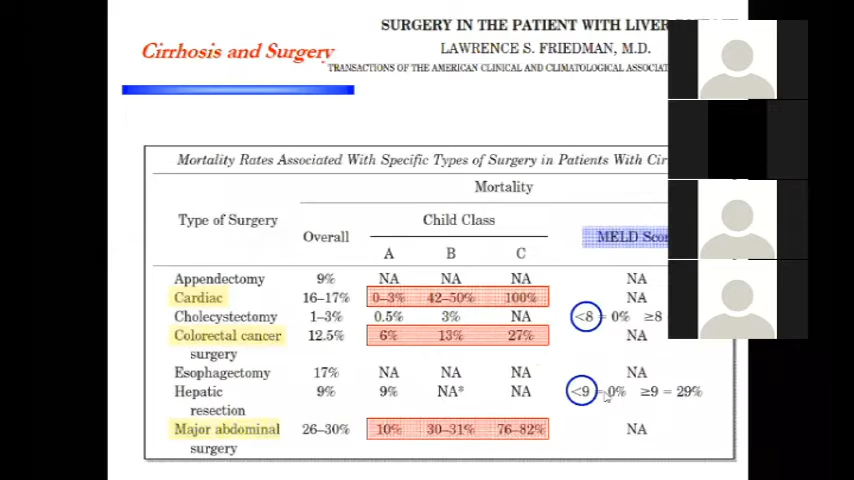 SURGERY IN THE PATIENT WITH LIVER
Cirrhosis and Surgery
LAWRENCE S. FRIEDMAN, M.D.
TRANSACTIONS OF THE AMERICAN CLINICAL AND CLIMATOLOGICAL
Mortality Rates Associated With Specific Types of Surgery in Patients With
Mortality
Type of Surgery Overall Child Class MELD
A B C
Appendectomy 9% NA NA NA NA
Cardiac 16–17% 0–3% 42–50% 100% NA
Cholecystectomy 1–3% 0.5% 3% NA <8 = 0% ≥8
Colorectal cancer 12.5% 6% 13% 27% NA
surgery
Esophagectomy 17% NA NA NA NA
Hepatic 9% 9% NA* NA <9 = 0% ≥9 = 29%
resection
Major abdominal 26–30% 10% 30–31% 76–82% NA
surgery